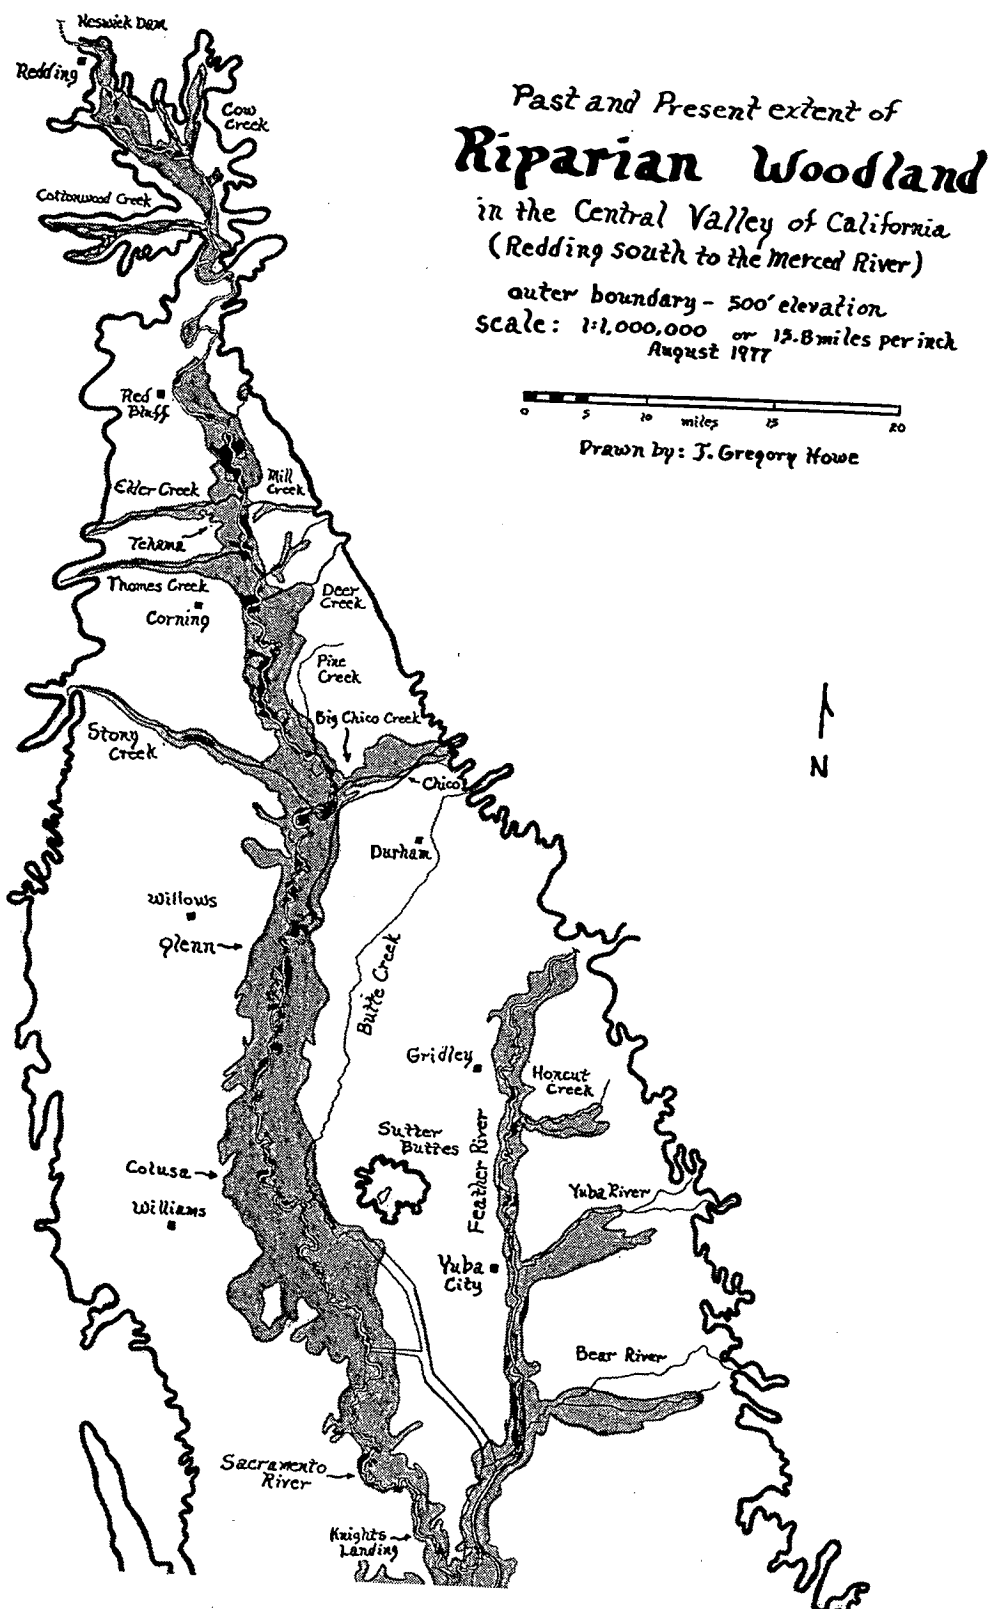 Past and Present extent of
Riparian Woodland
in the Central Valley of California
(Redding south to the Merced River)
outer boundary - 500' elevation
scale: 1:1,000,000 or 15.8 miles per inch
August 1977
0 5 10 15 20
miles
Drawn by: J. Gregory Howe
N
Keswick Dam
Redding
Cow
Creek
Cottonwood Creek
Red
Bluff
Elder Creek
Mill
Creek
Tehama
Thomes Creek
Corning
Deer
Creek
Pine
Creek
Big Chico Creek
Stony
Creek
Chico
Durham
Willows
Glenn
Butte Creek
Gridley
Honcut
Creek
Sutter
Buttes
Feather River
Colusa
Williams
Yuba River
Yuba
City
Bear River
Sacramento
River
Knights
Landing